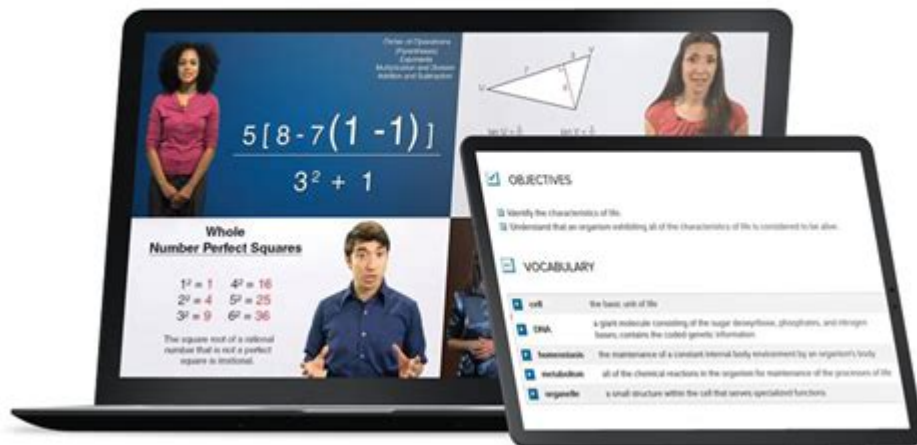 Order of Operations
(Parentheses)
Exponents
Multiplication and Division
Addition and Subtraction
5[8-7(1-1)]
3² + 1
7
3
V
U
Whole
Number Perfect Squares
1² = 1 4² = 16
2² = 4 5² = 25
3² = 9 6² = 36
The square root of a rational
number that is not a perfect
square is irrational.
OBJECTIVES
Identify the characteristics of life.
Understand that an organism exhibiting all of the characteristics of life is considered to be alive.
VOCABULARY
cell the basic unit of life
DNA a giant molecule consisting of the sugar deoxyribose, phosphates, and nitrogen
bases; contains the coded genetic information
homeostasis the maintenance of a constant internal body environment by an organism's body
metabolism all of the chemical reactions in the organism for maintenance of the processes of life
organelle a small structure within the cell that serves specialized functions